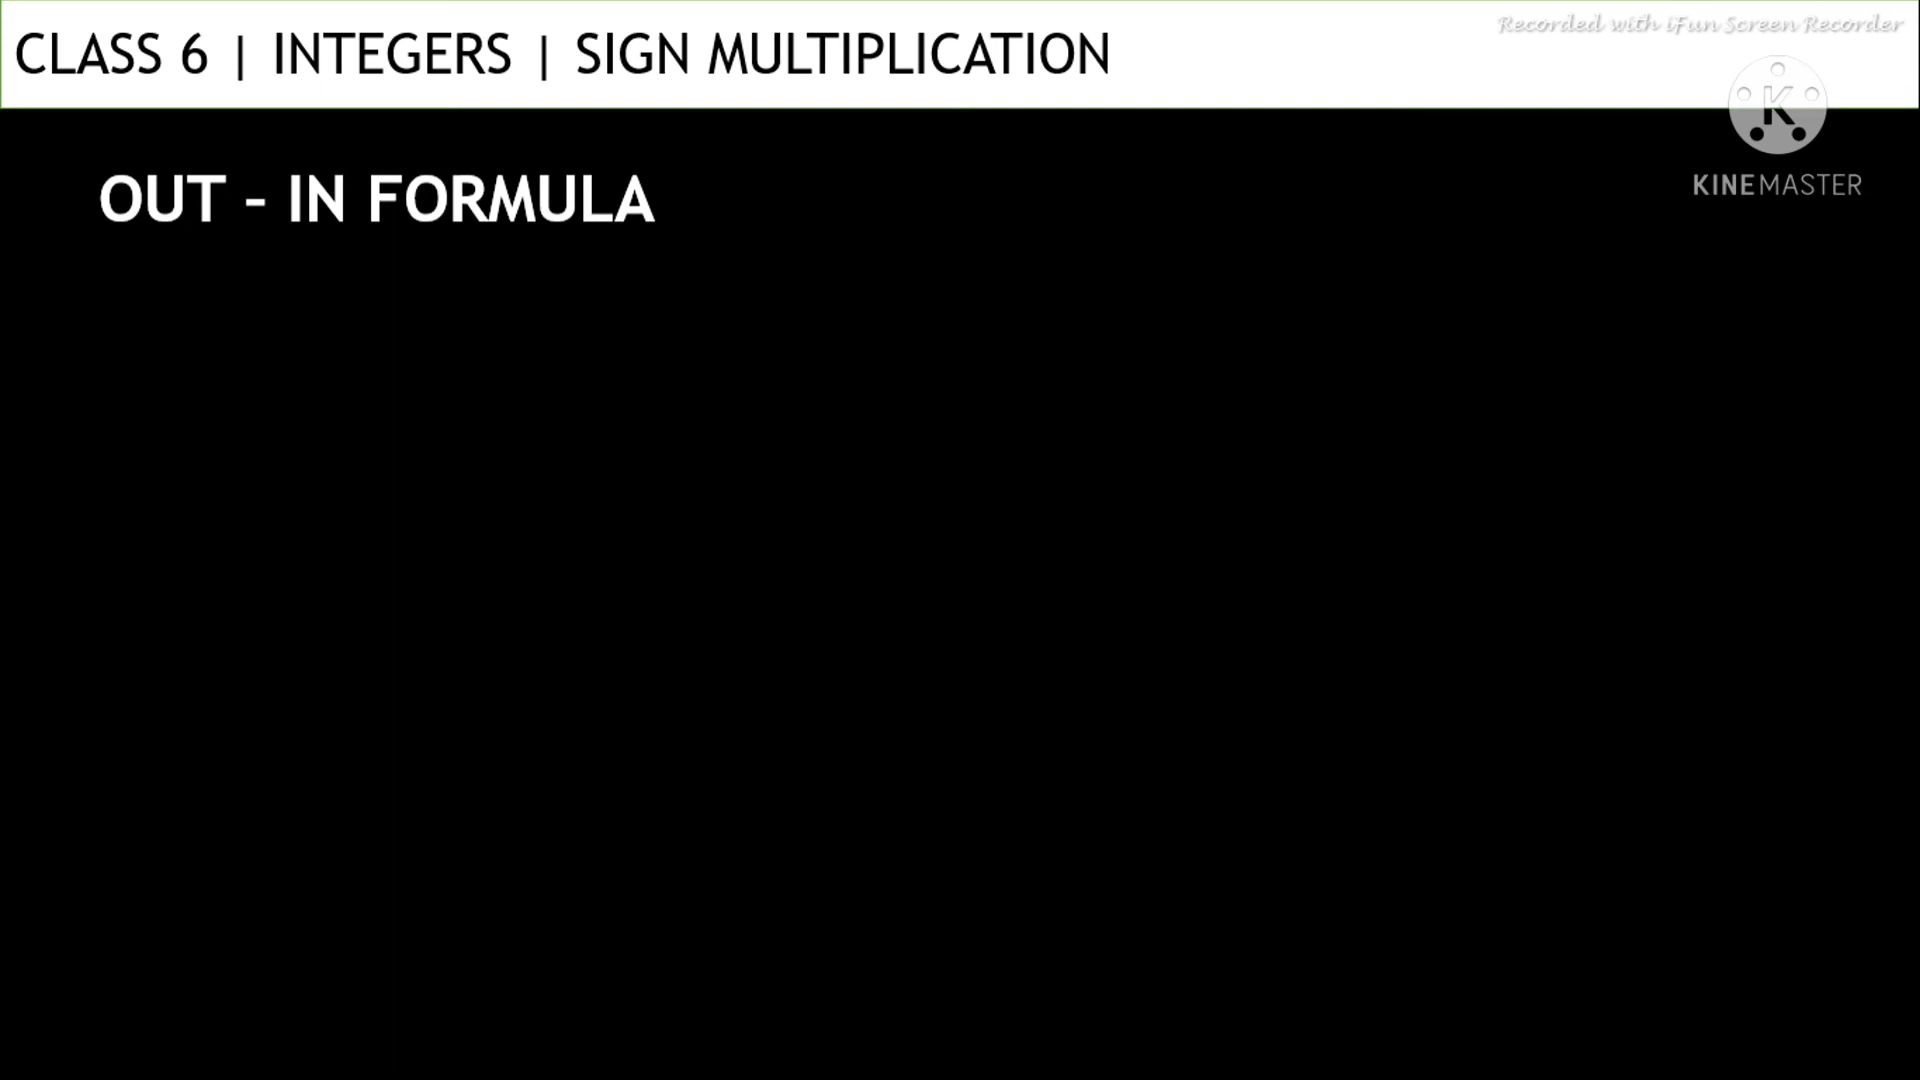 Recorded with iFun Screen Recorder
CLASS 6 | INTEGERS | SIGN MULTIPLICATION
K
KINEMASTER
OUT - IN FORMULA